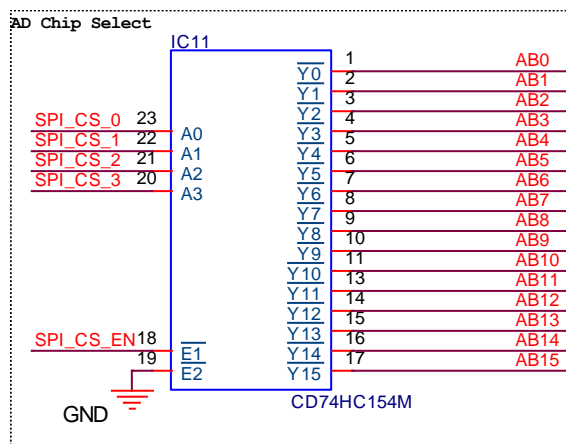 AD Chip Select
IC11
1 AB0
Y0
2 AB1
Y1
3 AB2
Y2
SPI_CS_0 23 4 AB3
A0 Y3
SPI_CS_1 22 5 AB4
A1 Y4
SPI_CS_2 21 6 AB5
A2 Y5
SPI_CS_3 20 7 AB6
A3 Y6
8 AB7
Y7
9 AB8
Y8
10 AB9
Y9
11 AB10
Y10
13 AB11
Y11
14 AB12
Y12
15 AB13
Y13
SPI_CS_EN 18 16 AB14
E1 Y14
19 17 AB15
E2 Y15
GND
CD74HC154M